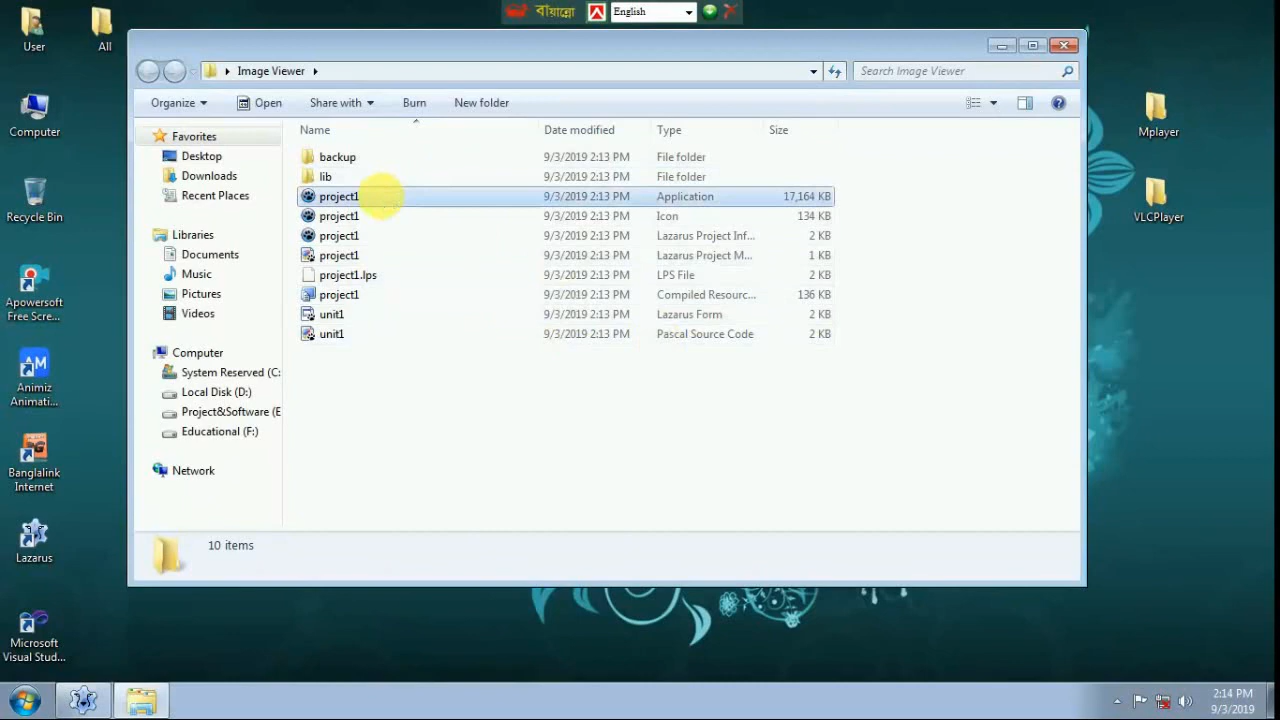 বায়ান্নো English
User
All
Computer
Recycle Bin
Apowersoft
Free Scre...
Animiz
Animati...
Banglalink
Internet
Lazarus
Microsoft
Visual Stud...
Image Viewer
Search Image Viewer
Organize Open Share with Burn New folder
Favorites
Desktop
Downloads
Recent Places
Libraries
Documents
Music
Pictures
Videos
Computer
System Reserved (C:
Local Disk (D:)
Project&Software (E
Educational (F:)
Network
Name Date modified Type Size
backup 9/3/2019 2:13 PM File folder
lib 9/3/2019 2:13 PM File folder
project1 9/3/2019 2:13 PM Application 17,164 KB
project1 9/3/2019 2:13 PM Icon 134 KB
project1 9/3/2019 2:13 PM Lazarus Project Inf... 2 KB
project1 9/3/2019 2:13 PM Lazarus Project M... 1 KB
project1.lps 9/3/2019 2:13 PM LPS File 2 KB
project1 9/3/2019 2:13 PM Compiled Resourc... 136 KB
unit1 9/3/2019 2:13 PM Lazarus Form 2 KB
unit1 9/3/2019 2:13 PM Pascal Source Code 2 KB
10 items
Mplayer
VLCPlayer
2:14 PM
9/3/2019